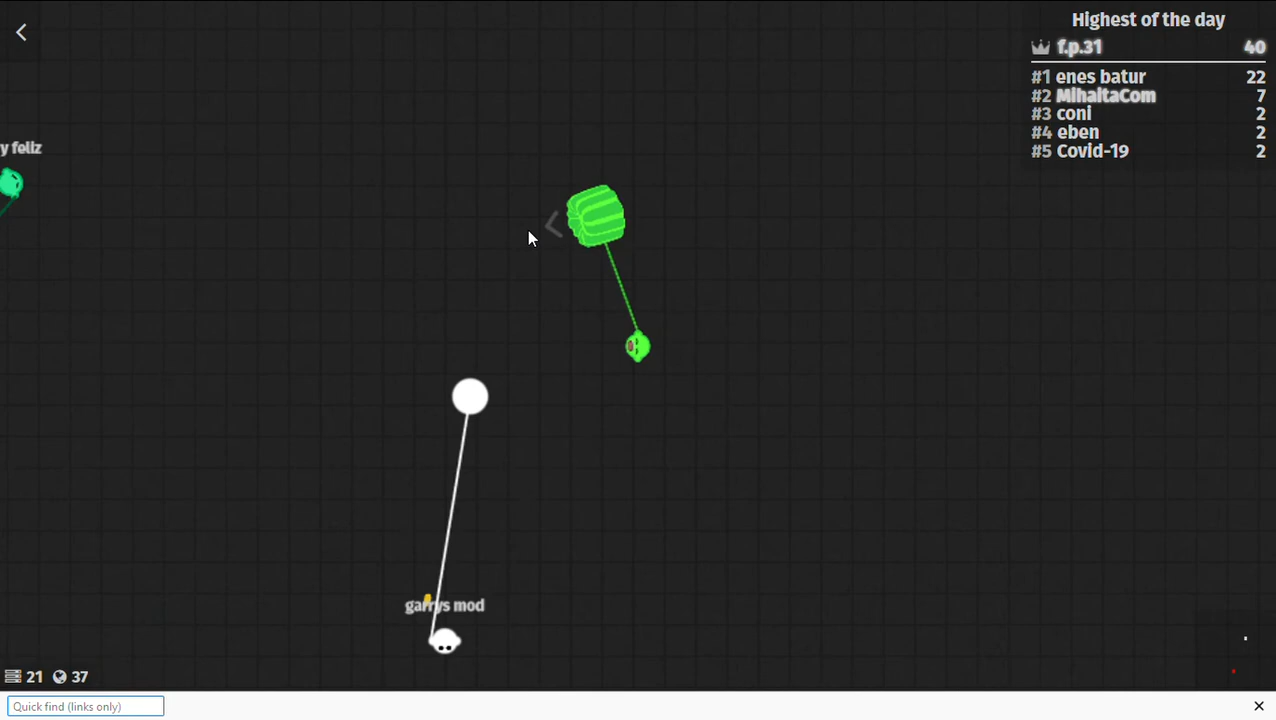 Highest of the day
f.p.31 40
#1 enes batur 22
#2 MihaltaCom 7
#3 coni 2
#4 eben 2
#5 Covid-19 2
y feliz
garrys mod
21 37
Quick find (links only)